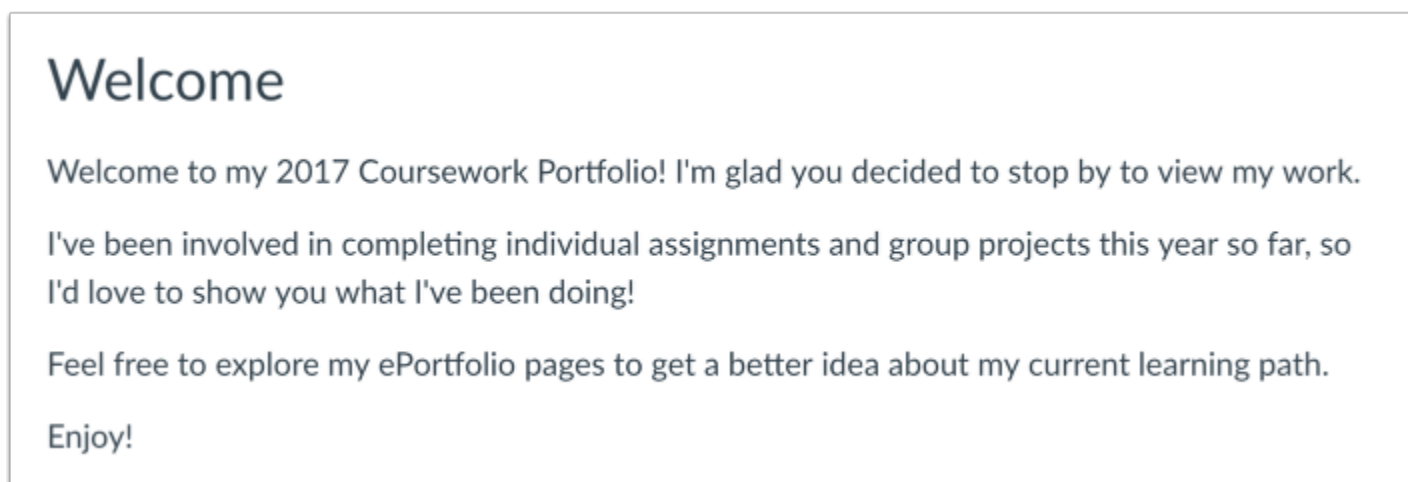 Welcome
Welcome to my 2017 Coursework Portfolio! I'm glad you decided to stop by to view my work.
I've been involved in completing individual assignments and group projects this year so far, so
I'd love to show you what I've been doing!
Feel free to explore my ePortfolio pages to get a better idea about my current learning path.
Enjoy!